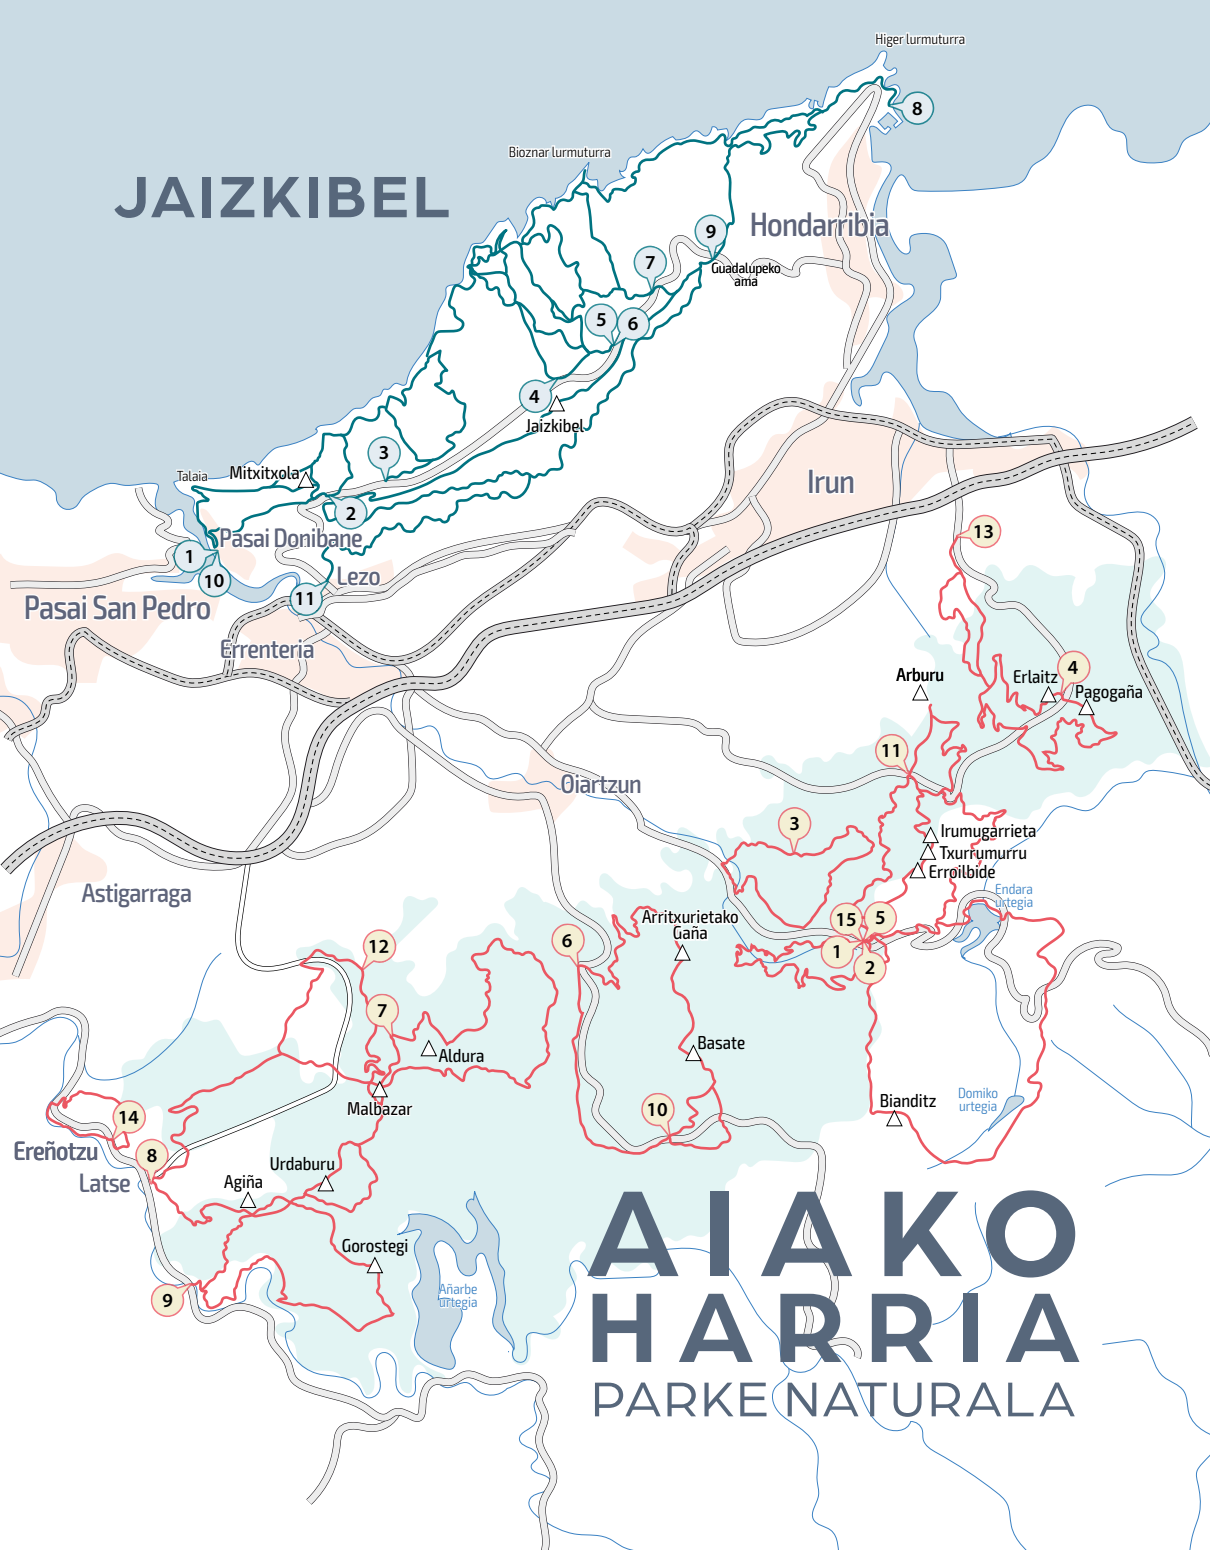 Higer lurmuturra
8
Bioznar lurmuturra
JAIZKIBEL
9
Hondarribia
7
Guadalupeko
ama
5
6
4
Jaizkibel
3
Talaia
Mitxitxola
Irun
2
13
Pasai Donibane
1
10
Lezo
11
Pasai San Pedro
Errenteria
4
Arburu
Erlaitz
Pagogaña
11
Oiartzun
3
Irumugarrieta
Txurrumurru
Erroilbide
Astigarraga
Endara
urtegia
Arritxurietako
Gaña
15
5
6
12
1
2
7
Basate
Aldura
Domiko
urtegia
Bianditz
Malbazar
10
14
Ereñotzu
8
Latse
Urdaburu
Agiña
Gorostegi
Añarbe
urtegia
9
AIAKO
HARRIA
PARKE NATURALA